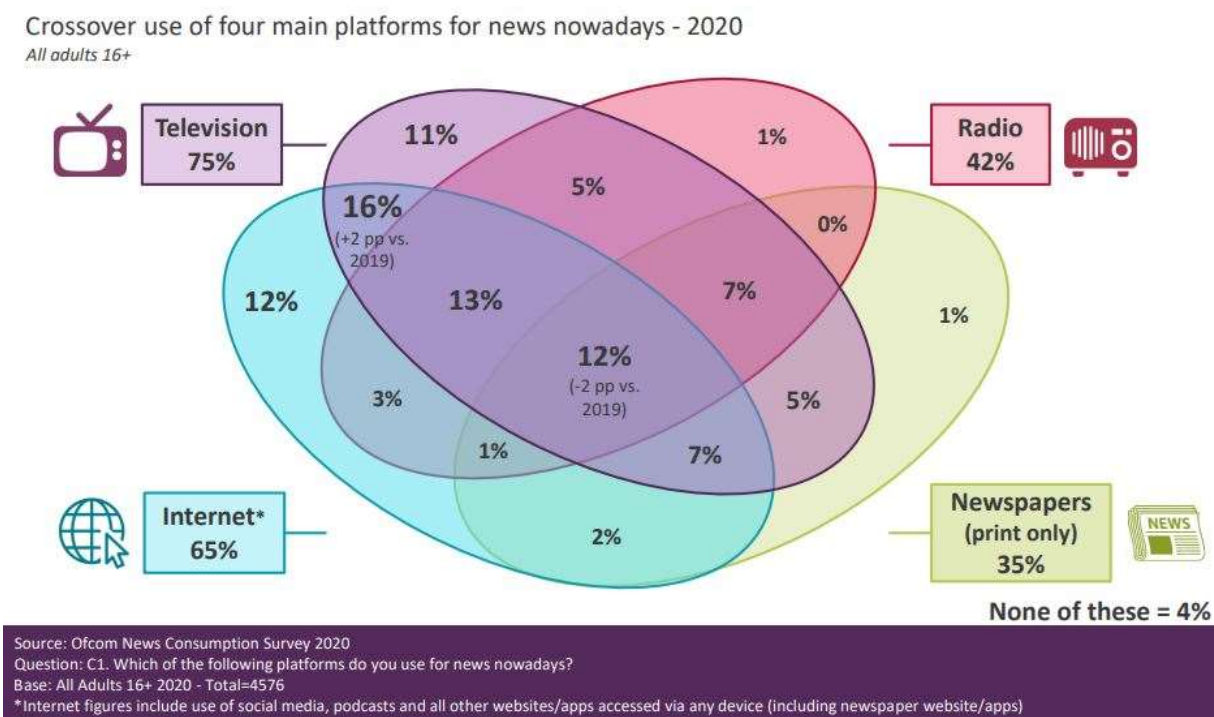 Crossover use of four main platforms for news nowadays - 2020
All adults 16+
Television
75%
Radio
42%
11%
1%
5%
16%
(+2 pp vs.
2019)
0%
12%
13%
7%
1%
12%
(-2 pp vs.
2019)
3%
5%
1%
7%
Internet*
65%
2%
Newspapers
(print only)
35%
NEWS
None of these = 4%
Source: Ofcom News Consumption Survey 2020
Question: C1. Which of the following platforms do you use for news nowadays?
Base: All Adults 16+ 2020 - Total=4576
*Internet figures include use of social media, podcasts and all other websites/apps accessed via any device (including newspaper website/apps)